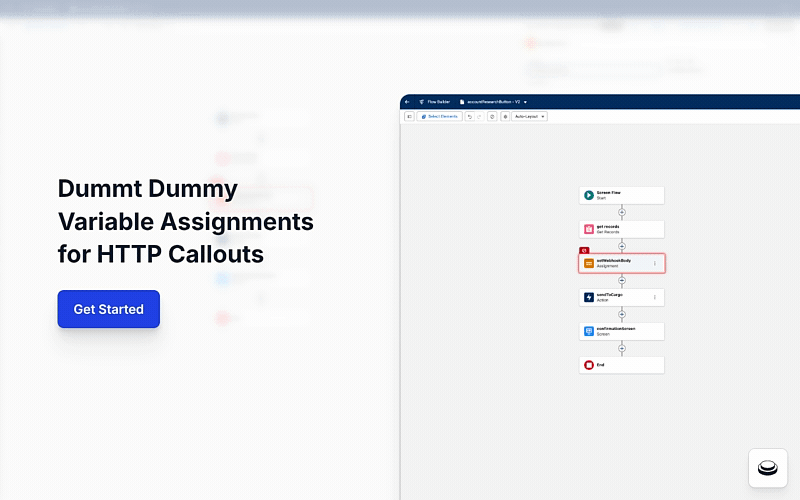 Dummt Dummy
Variable Assignments
for HTTP Callouts
Get Started
Flow Builder
accountResearchButton - V2
Select Elements
Auto-Layout
Screen Flow
Start
get records
Get Records
setWebhookBody
Assignment
sendToCargo
Action
confirmationScreen
Screen
End